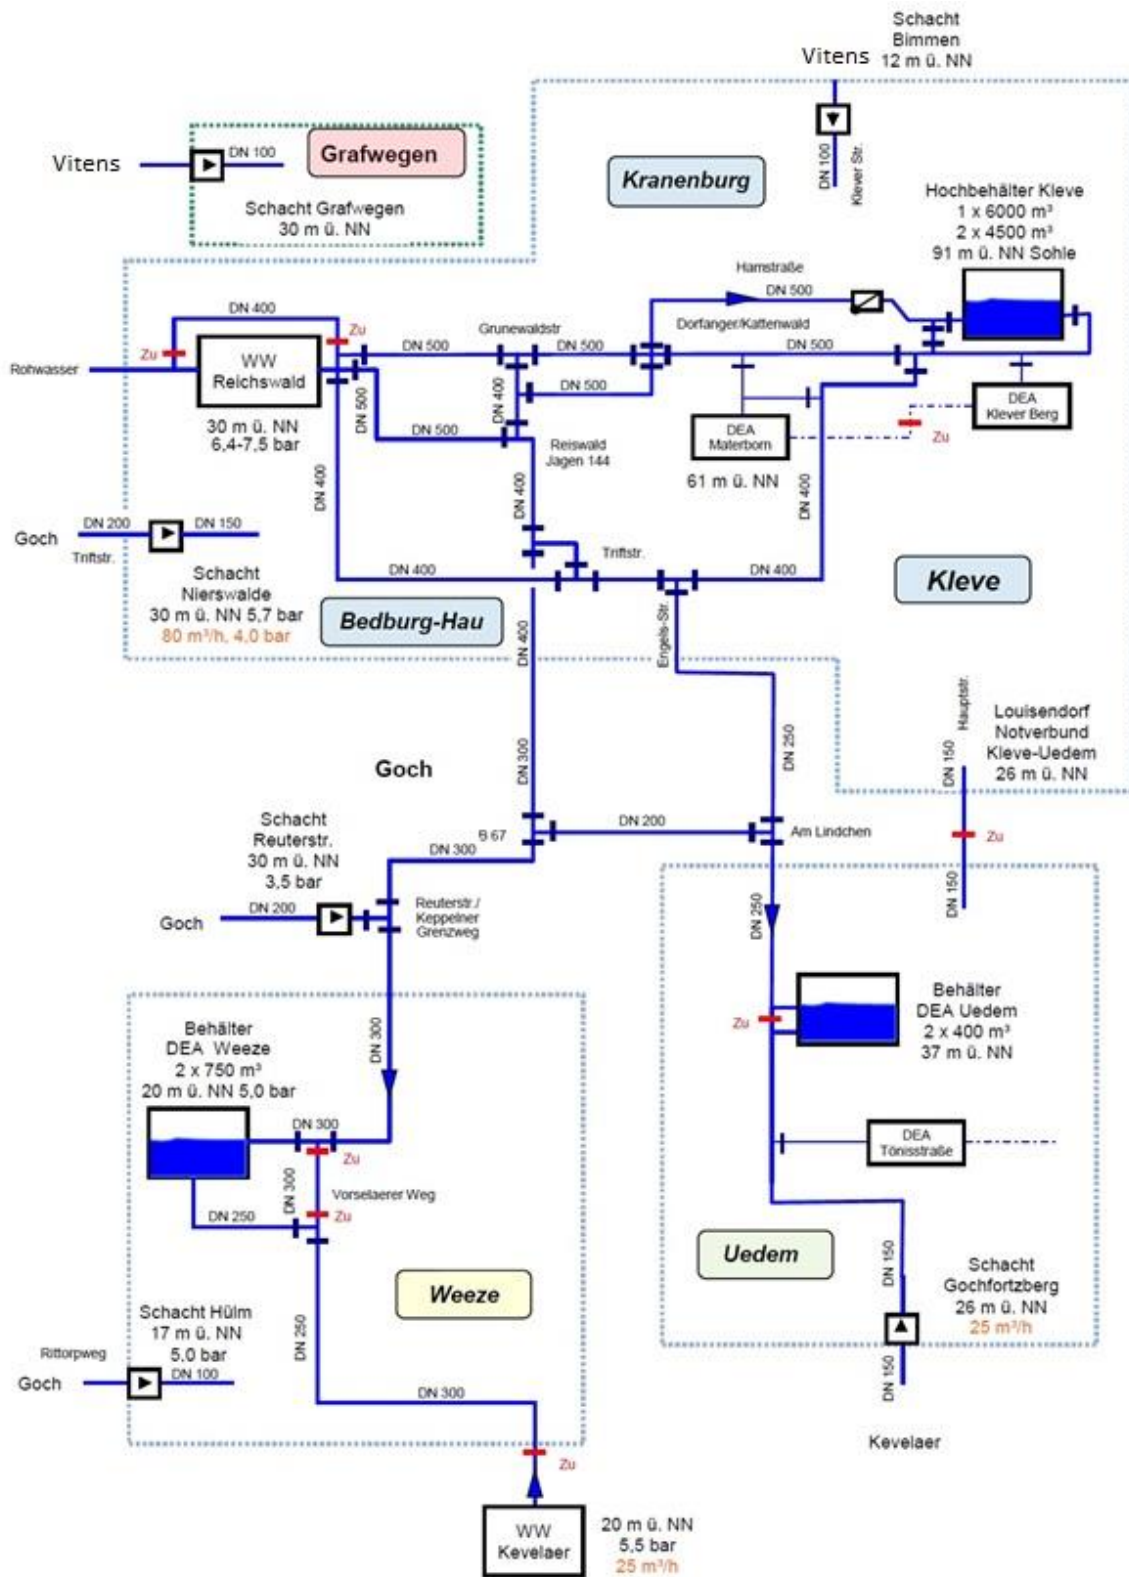 Schacht
Bimmen
12 m ü. NN
Vitens
Vitens
DN 100
Grafwegen
Schacht Grafwegen
30 m ü. NN
Kranenburg
DN 100
Klever Str.
Hochbehälter Kleve
1 x 6000 m³
2 x 4500 m³
91 m ü. NN Sohle
Hamstraße
DN 500
DN 400
Zu
Zu
Rohwasser
WW
Reichswald
30 m ü. NN
6,4-7,5 bar
Grunewaldstr
Dorfanger/Kattenwald
DN 500
DN 500
DN 500
DN 500
DN 400
DN 500
DN 500
Reiswald
Jagen 144
DEA
Materborn
61 m ü. NN
DEA
Klever Berg
Zu
DN 400
DN 400
DN 400
Goch
DN 200
DN 150
Triftstr.
Schacht
Nierswalde
30 m ü. NN 5,7 bar
80 m³/h, 4,0 bar
Triftstr.
DN 400
DN 400
Bedburg-Hau
Kleve
DN 400
Engels-Str.
Hauptstr.
Louisendorf
Notverbund
Kleve-Uedem
26 m ü. NN
DN 300
DN 250
DN 150
Goch
Schacht
Reuterstr.
30 m ü. NN
3,5 bar
B 67
DN 200
Am Lindchen
Zu
DN 300
DN 150
Goch
DN 200
Reuterstr./
Keppelner
Grenzweg
DN 250
Behälter
DEA Weeze
2 x 750 m³
20 m ü. NN 5,0 bar
DN 300
Zu
Behälter
DEA Uedem
2 x 400 m³
37 m ü. NN
DN 300
Zu
DEA
Tönisstraße
DN 300
Vorselaerer Weg
DN 250
Zu
Weeze
Uedem
DN 150
Schacht
Gochfortzberg
26 m ü. NN
25 m³/h
Schacht Hülm
17 m ü. NN
5,0 bar
Rittorpweg
Goch
DN 100
DN 250
DN 300
DN 150
Kevelaer
Zu
WW
Kevelaer
20 m ü. NN
5,5 bar
25 m³/h